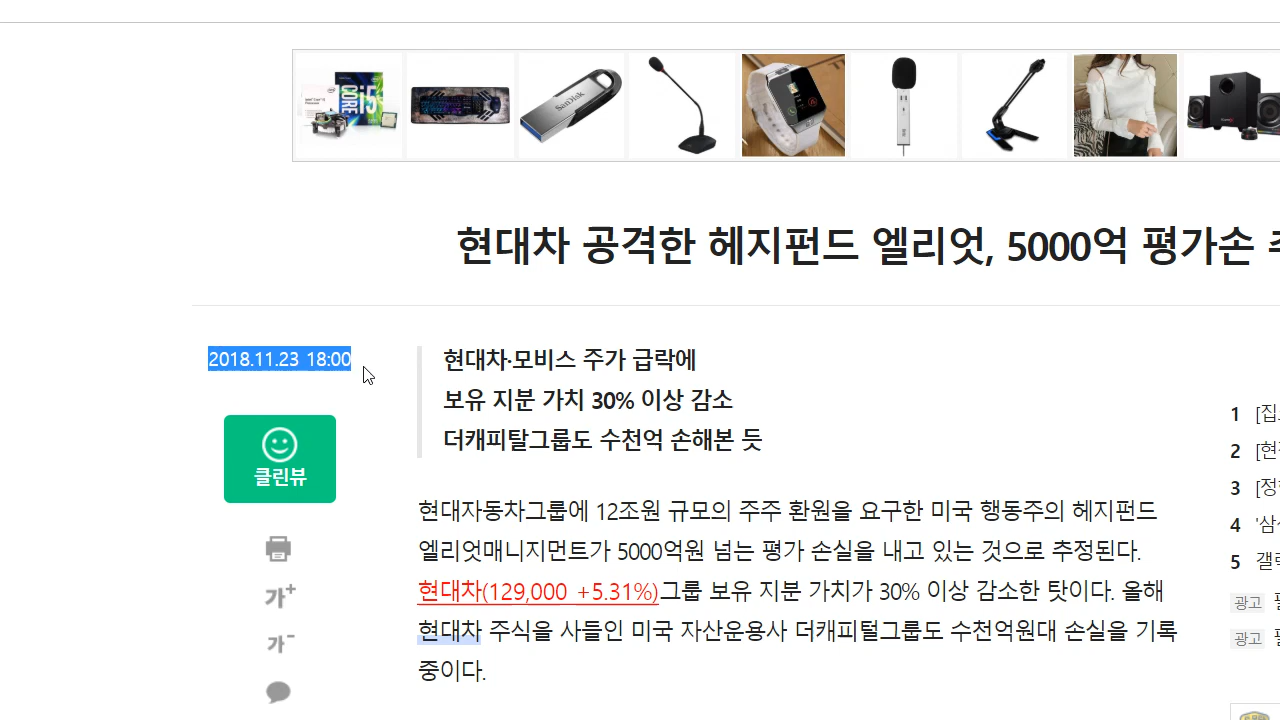 CORE i5
SanDisk
현대차 공격한 헤지펀드 엘리엇, 5000억 평가손
2018.11.23 18:00
클린뷰
가+
가-
현대차·모비스 주가 급락에
보유 지분 가치 30% 이상 감소
더캐피탈그룹도 수천억 손해본 듯
현대자동차그룹에 12조원 규모의 주주 환원을 요구한 미국 행동주의 헤지펀드
엘리엇매니지먼트가 5000억원 넘는 평가 손실을 내고 있는 것으로 추정된다.
현대차(129,000 +5.31%)그룹 보유 지분 가치가 30% 이상 감소한 탓이다. 올해
현대차 주식을 사들인 미국 자산운용사 더캐피털그룹도 수천억원대 손실을 기록
중이다.
1
2
3
4
5
광고
광고